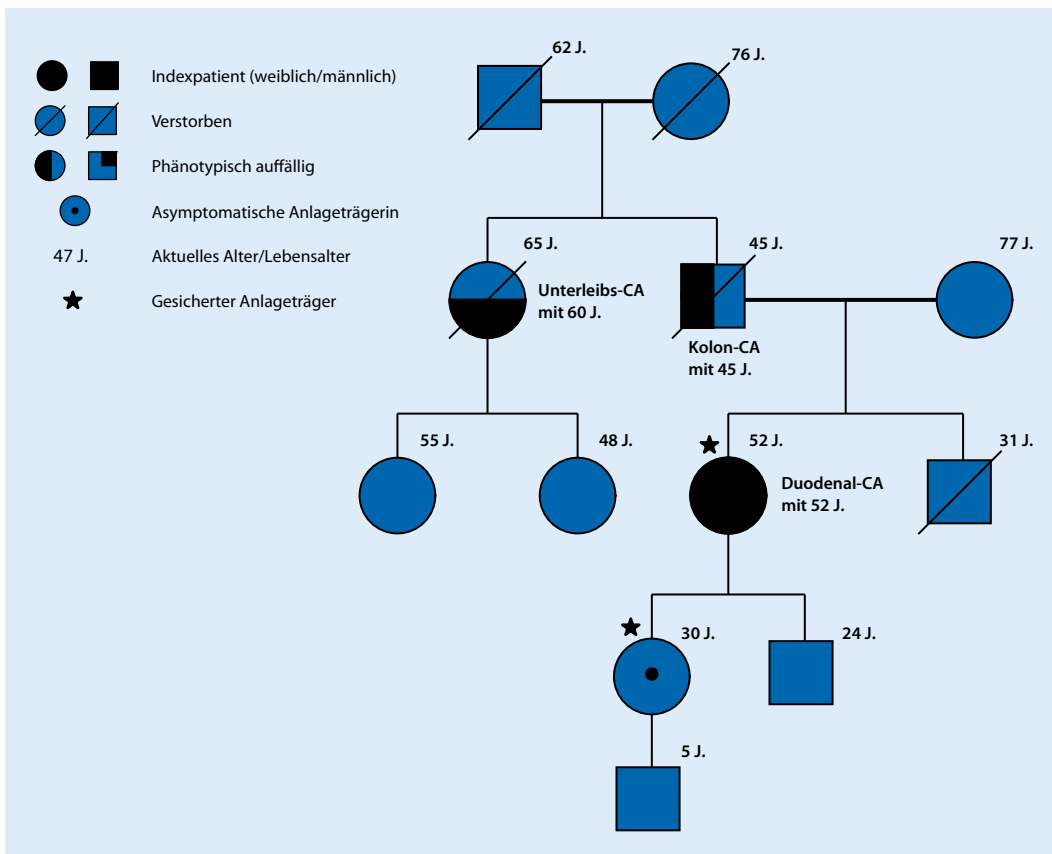 Indexpatient (weiblich/männlich)
Verstorben
Phänotypisch auffällig
Asymptomatische Anlageträgerin
47 J. Aktuelles Alter/Lebensalter
Gesicherter Anlageträger
62 J.
76 J.
65 J.
45 J.
77 J.
Unterleibs-CA
mit 60 J.
Kolon-CA
mit 45 J.
55 J.
48 J.
52 J.
31 J.
Duodenal-CA
mit 52 J.
30 J.
24 J.
5 J.